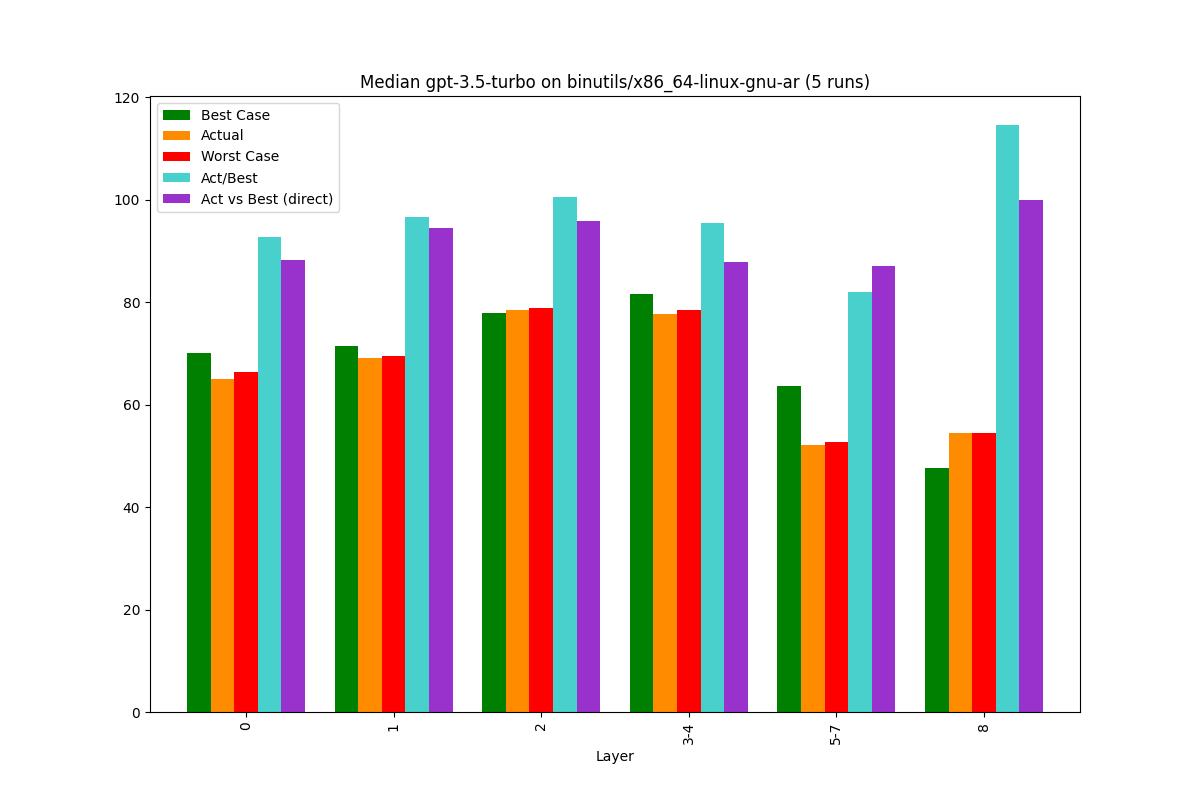 Median gpt-3.5-turbo on binutils/x86_64-linux-gnu-ar (5 runs)
Best Case
Actual
Worst Case
Act/Best
Act vs Best (direct)
120
100
80
60
40
20
0
0
1
2
3-4
5-7
8
Layer